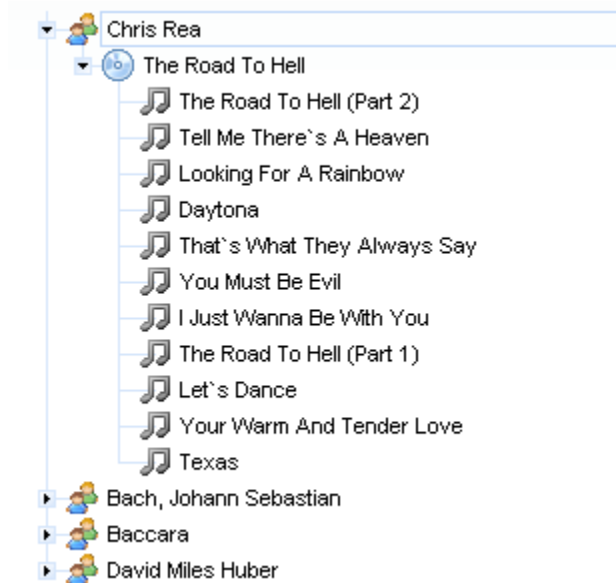 Chris Rea
The Road To Hell
The Road To Hell (Part 2)
Tell Me There`s A Heaven
Looking For A Rainbow
Daytona
That`s What They Always Say
You Must Be Evil
I Just Wanna Be With You
The Road To Hell (Part 1)
Let`s Dance
Your Warm And Tender Love
Texas
Bach, Johann Sebastian
Baccara
David Miles Huber